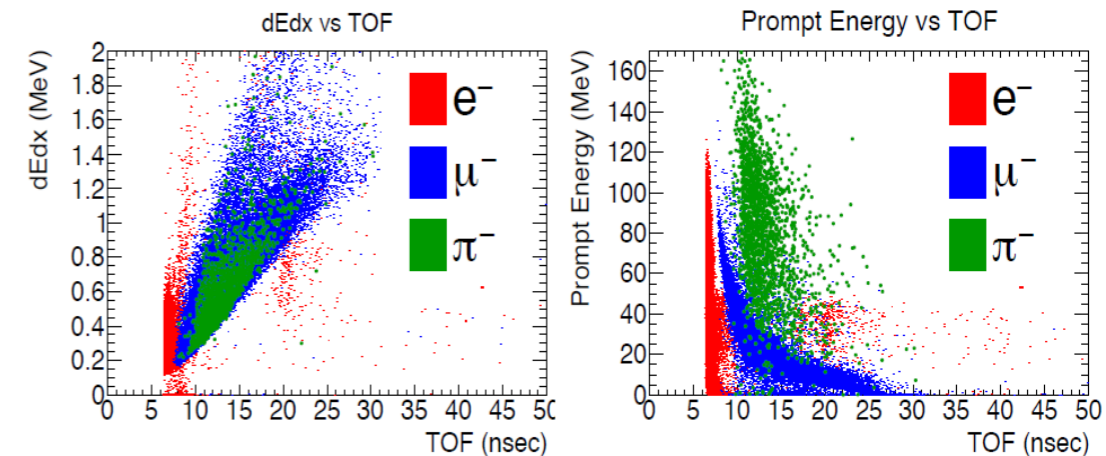 dEdx vs TOF
dEdx (MeV)
2
1.8
1.6
1.4
1.2
1
0.8
0.6
0.4
0.2
0
0 5 10 15 20 25 30 35 40 45 50
TOF (nsec)
e⁻
μ⁻
π⁻
Prompt Energy vs TOF
Prompt Energy (MeV)
160
140
120
100
80
60
40
20
0
0 5 10 15 20 25 30 35 40 45 50
TOF (nsec)
e⁻
μ⁻
π⁻